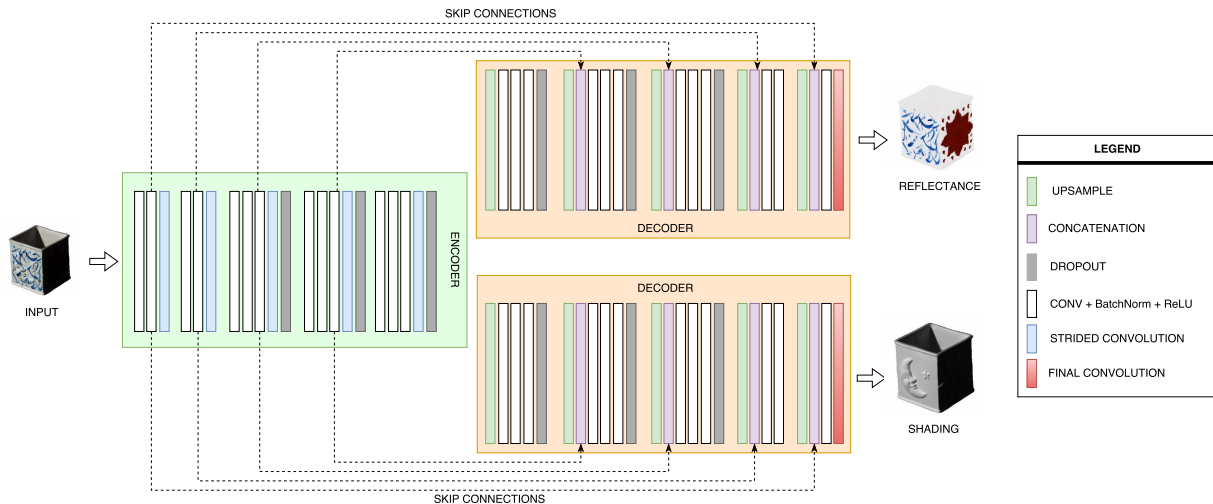 SKIP CONNECTIONS
INPUT
ENCODER
DECODER
REFLECTANCE
DECODER
SHADING
SKIP CONNECTIONS
LEGEND
UPSAMPLE
CONCATENATION
DROPOUT
CONV + BatchNorm + ReLU
STRIDED CONVOLUTION
FINAL CONVOLUTION